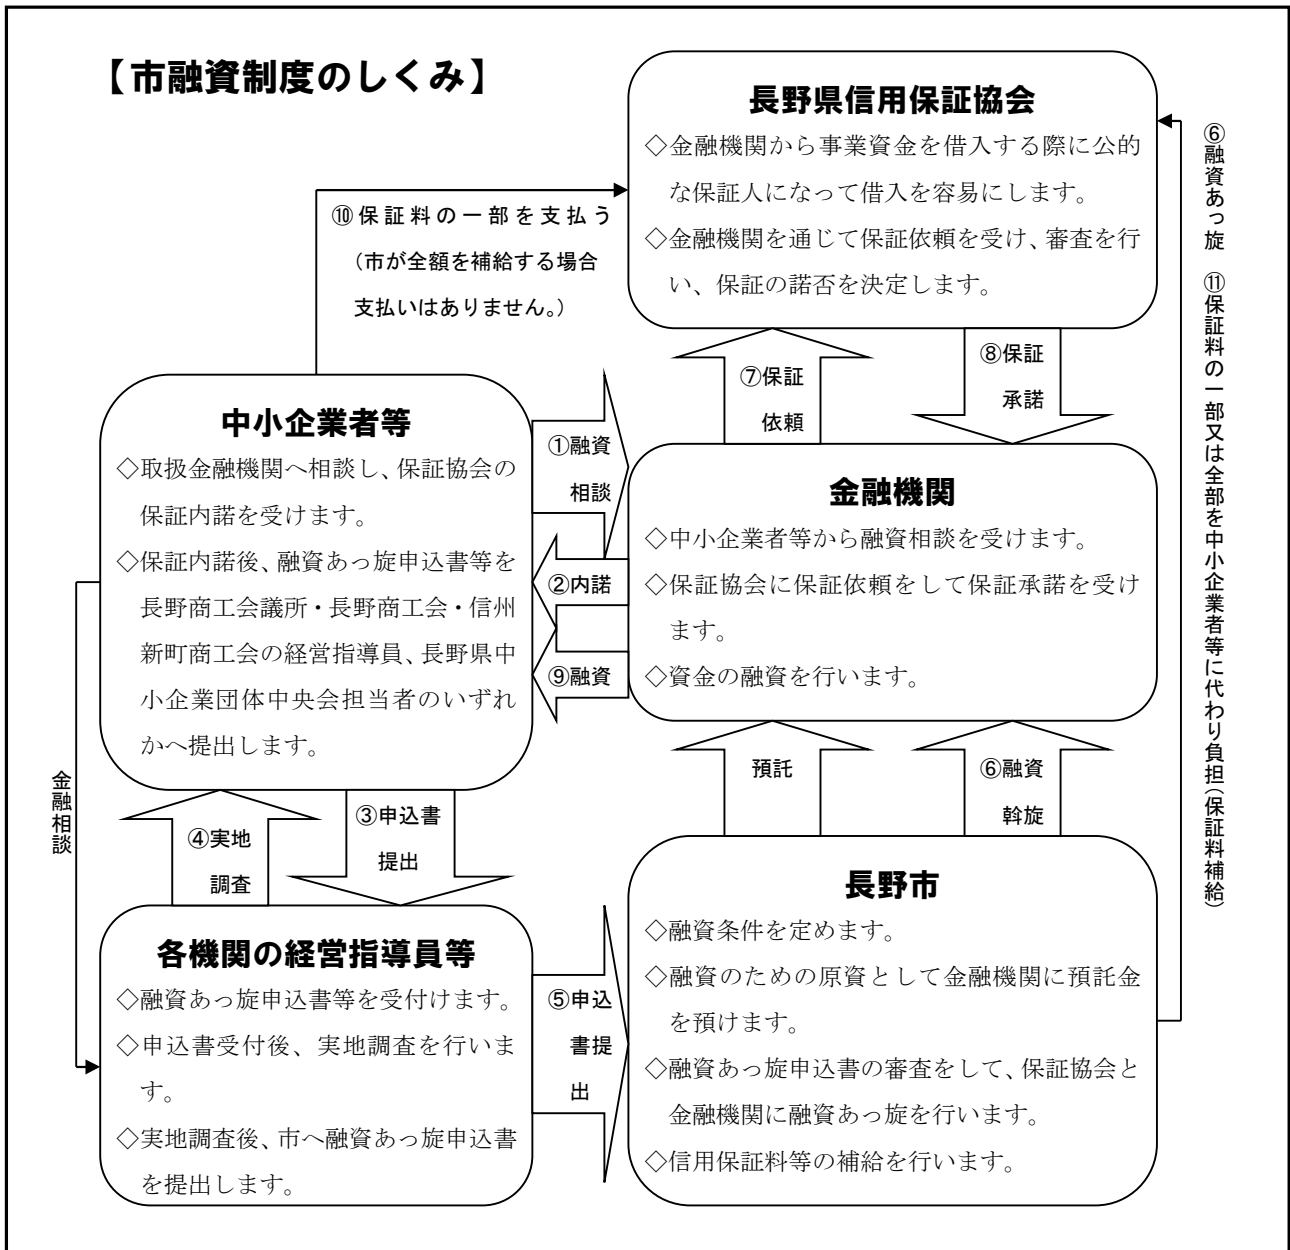 【市融資制度のしくみ】
長野県信用保証協会
◇金融機関から事業資金を借入する際に公的
な保証人になって借入を容易にします。
◇金融機関を通じて保証依頼を受け、審査を行
い、保証の諾否を決定します。
⑩保証料の一部を支払う
(市が全額を補給する場合
支払いはありません。)
⑥融資あっ旋 ⑪保証料の一部又は全部を中小企業者等に代わり負担(保証料補給)
⑦保証
依頼
⑧保証
承諾
中小企業者等
◇取扱金融機関へ相談し、保証協会の
保証内諾を受けます。
◇保証内諾後、融資あっ旋申込書等を
長野商工会議所・長野商工会・信州
新町商工会の経営指導員、長野県中
小企業団体中央会担当者のいずれ
かへ提出します。
①融資
相談
②内諾
⑨融資
金融機関
◇中小企業者等から融資相談を受けます。
◇保証協会に保証依頼をして保証承諾を受け
ます。
◇資金の融資を行います。
金融相談
④実地
調査
③申込書
提出
預託
⑥融資
斡旋
各機関の経営指導員等
◇融資あっ旋申込書等を受付けます。
◇申込書受付後、実地調査を行いま
す。
◇実地調査後、市へ融資あっ旋申込書
を提出します。
⑤申込
書提
出
長野市
◇融資条件を定めます。
◇融資のための原資として金融機関に預託金
を預けます。
◇融資あっ旋申込書の審査をして、保証協会と
金融機関に融資あっ旋を行います。
◇信用保証料等の補給を行います。